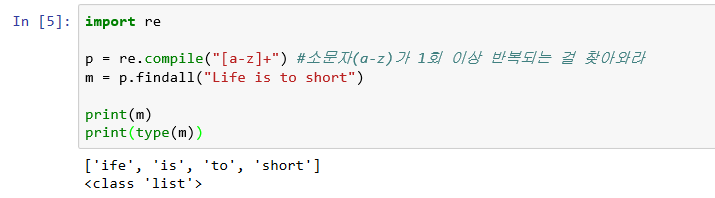 In [5]: import re
p = re.compile("[a-z]+") #소문자(a-z)가 1회 이상 반복되는 걸 찾아와라
m = p.findall("Life is to short")
print(m)
print(type(m))
['ife', 'is', 'to', 'short']
<class 'list'>